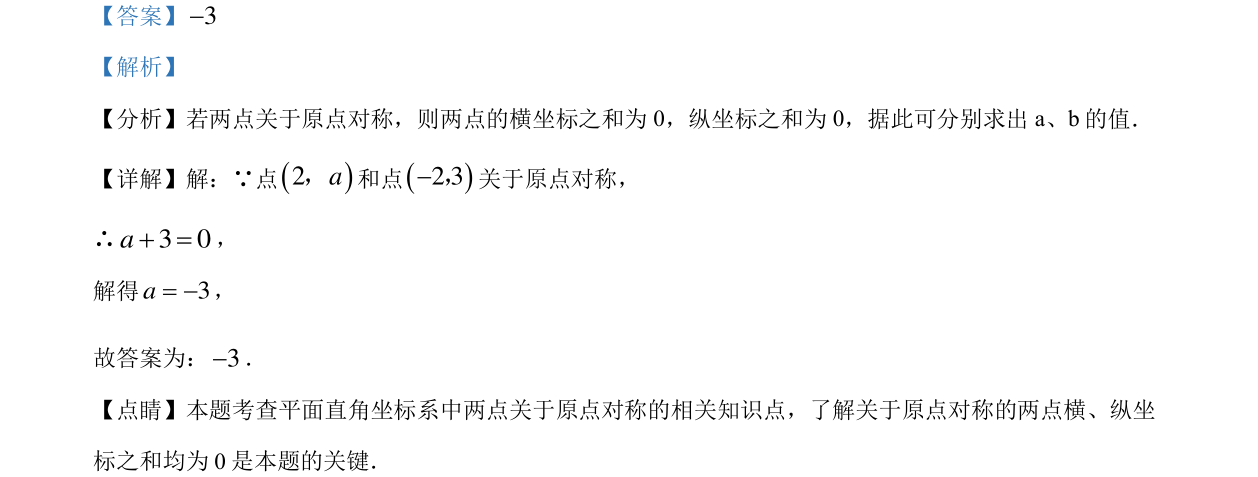 【答案】−3
【解析】
【分析】若两点关于原点对称，则两点的横坐标之和为 0，纵坐标之和为 0，据此可分别求出 a、b 的值．
【详解】解：∵点(2，a)和点(−2,3)关于原点对称，
∴a+3=0，
解得a=−3，
故答案为：−3．
【点睛】本题考查平面直角坐标系中两点关于原点对称的相关知识点，了解关于原点对称的两点横、纵坐
标之和均为 0 是本题的关键．